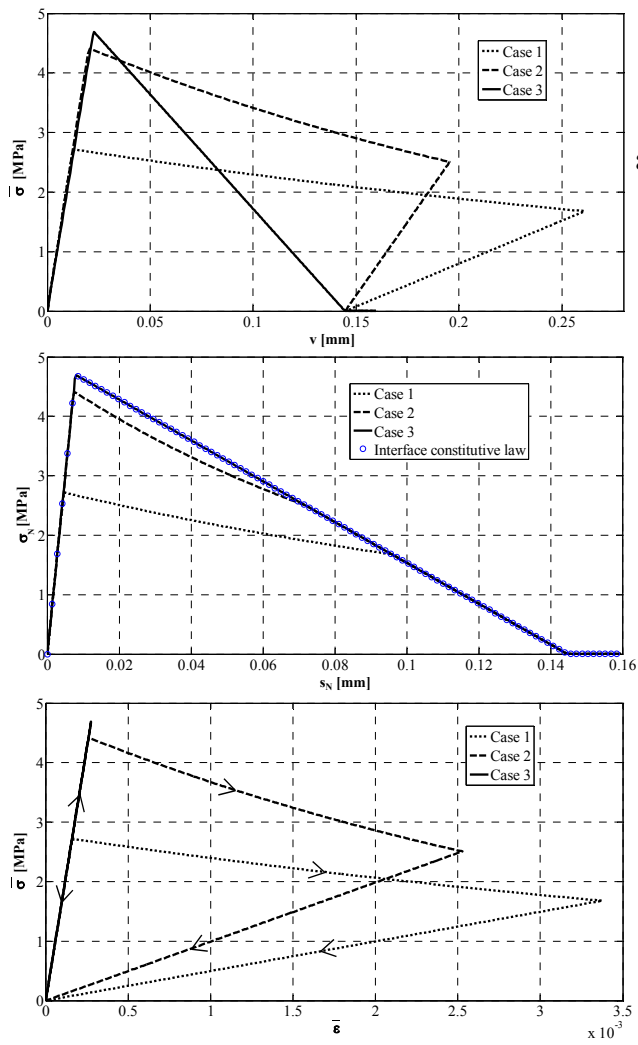 5
4
3
2
1
0
σ̅ [MPa]
Case 1
Case 2
Case 3
0
0.05
0.1
0.15
0.2
0.25
v [mm]
5
4
3
2
1
0
σN [MPa]
Case 1
Case 2
Case 3
Interface constitutive law
0
0.02
0.04
0.06
0.08
0.1
0.12
0.14
0.16
sN [mm]
5
4
3
2
1
0
σ̅ [MPa]
Case 1
Case 2
Case 3
0
0.5
1
1.5
2
2.5
3
3.5
ε̅
x 10⁻³